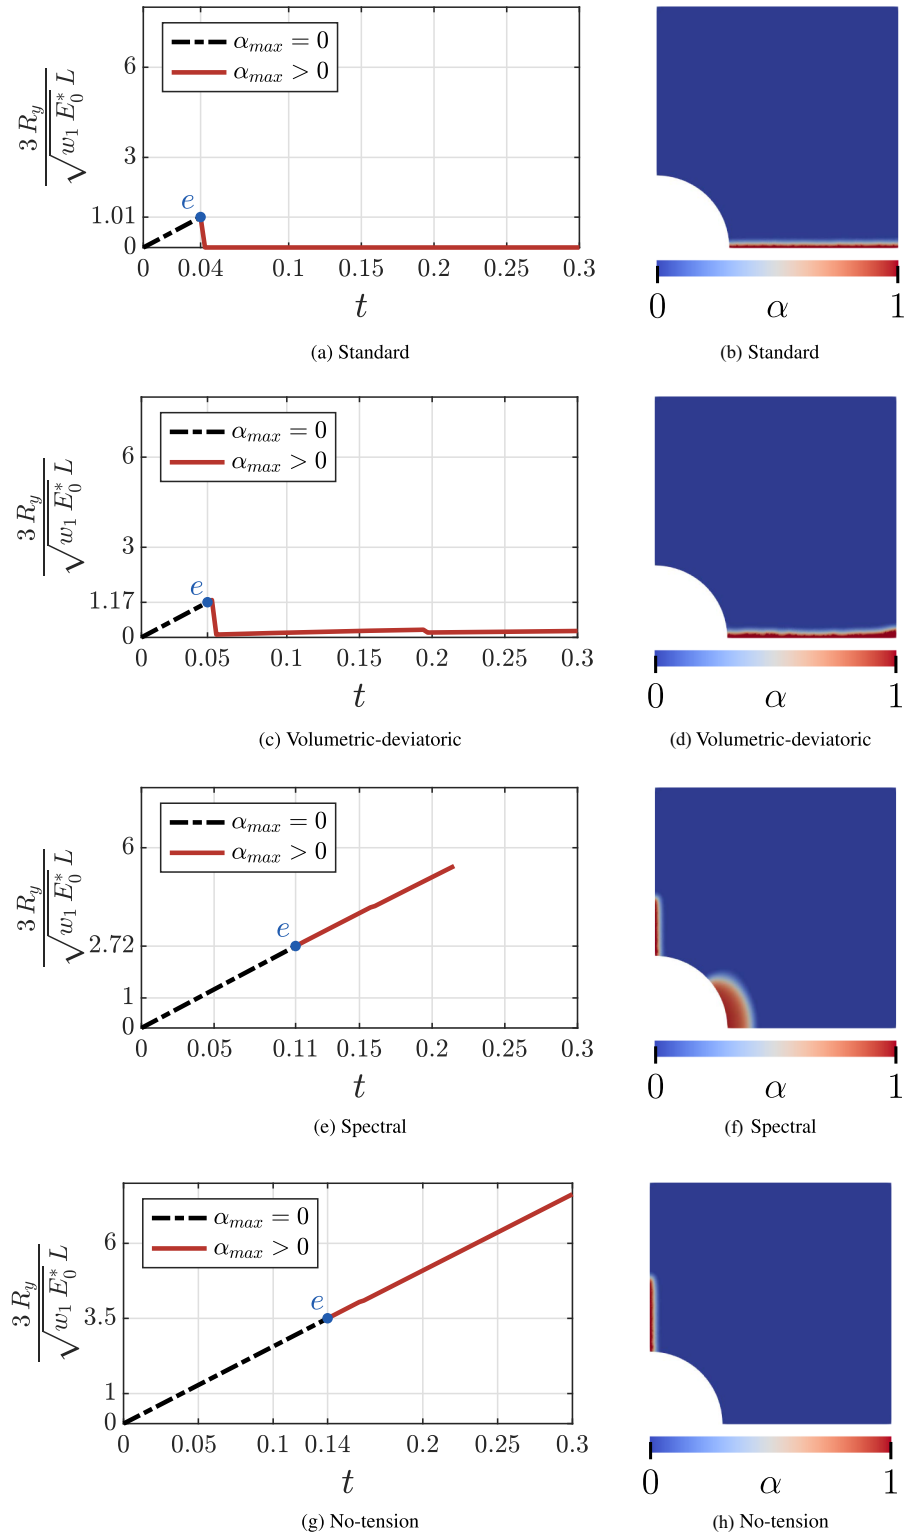 α_max = 0
α_max > 0
3 R_y / √(w_1 E_0^* L)
6
3
1.01
0
e
0 0.04 0.1 0.15 0.2 0.25 0.3
t
0 α 1
(a) Standard
(b) Standard
α_max = 0
α_max > 0
3 R_y / √(w_1 E_0^*) L
6
3
1.17
0
e
0 0.05 0.1 0.15 0.2 0.25 0.3
t
0 α 1
(c) Volumetric-deviatoric
(d) Volumetric-deviatoric
α_max = 0
α_max > 0
3 R_y / √(w_1 E_0^*) L
6
2.72
1
0
e
0 0.05 0.11 0.15 0.2 0.25 0.3
t
0 α 1
(e) Spectral
(f) Spectral
α_max = 0
α_max > 0
3 R_y / √(w_1 E_0^*) L
6
3.5
1
0
e
0 0.05 0.1 0.14 0.2 0.25 0.3
t
0 α 1
(g) No-tension
(h) No-tension